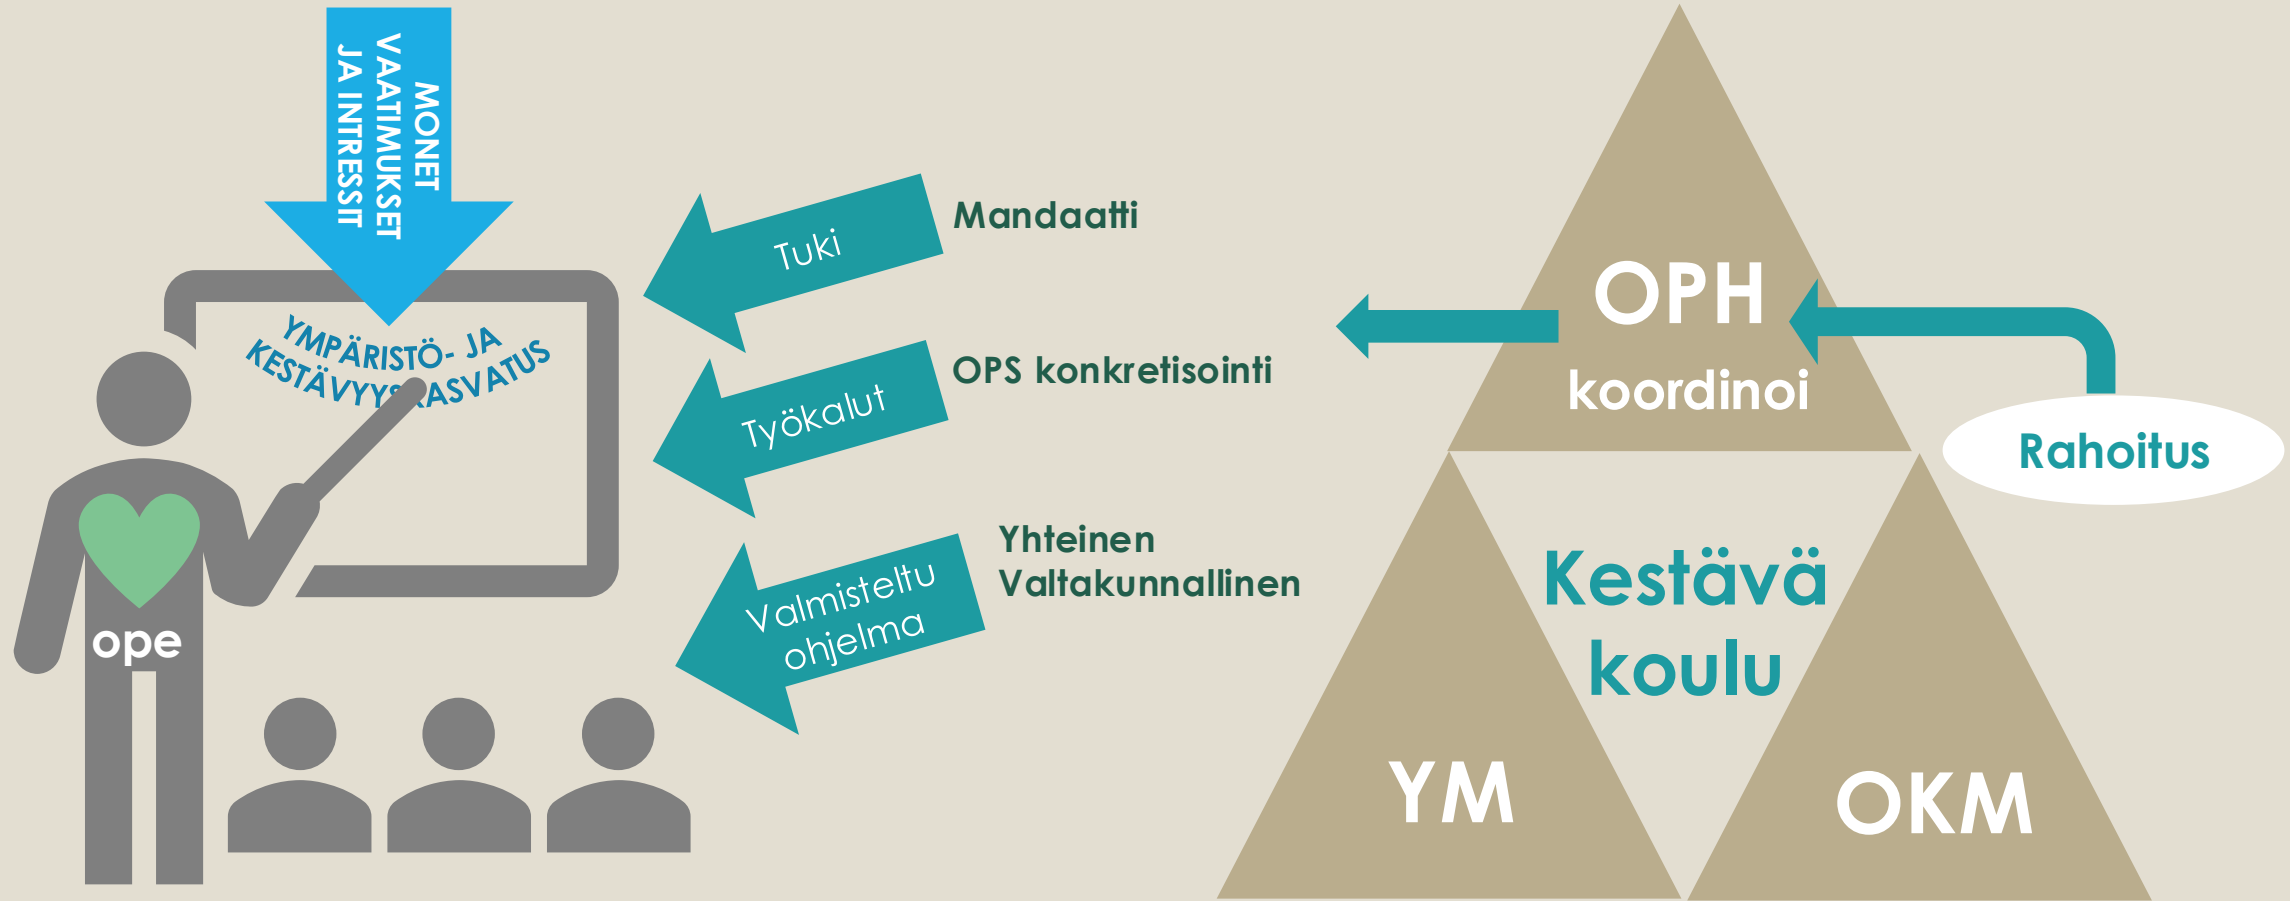 MONET
VAATIMUKSET
JA INTRESSIT
YMPÄRISTÖ- JA
KESTÄVYYSKASVATUS
ope
Tuki
Mandaatti
Työkalut
OPS konkretisointi
Valmisteltu
ohjelma
Yhteinen
Valtakunnallinen
OPH
koordinoi
Rahoitus
Kestävä
koulu
YM
OKM